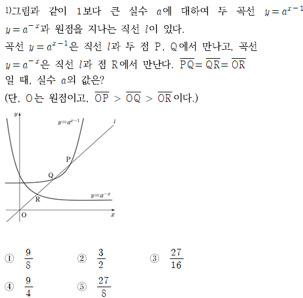 1)그림과 같이 1보다 큰 실수 a에 대하여 두 곡선 y=a^{x-1}
y=a^{-x}과 원점을 지나는 직선 l이 있다.
곡선 y=a^{x-1}은 직선 l과 두 점 P, Q에서 만나고, 곡선
y=a^{-x}은 직선 l과 점 R에서 만난다. \overline{PQ}=\overline{QR}=\overline{OR}
일 때, 실수 a의 값은?
(단, O는 원점이고, \overline{OP} > \overline{OQ} > \overline{OR}이다.)
y
y=a^{x-1}
l
P
Q
R
y=a^{-x}
O
x
① 9/8 ② 3/2 ③ 27/16
④ 9/4 ⑤ 27/8